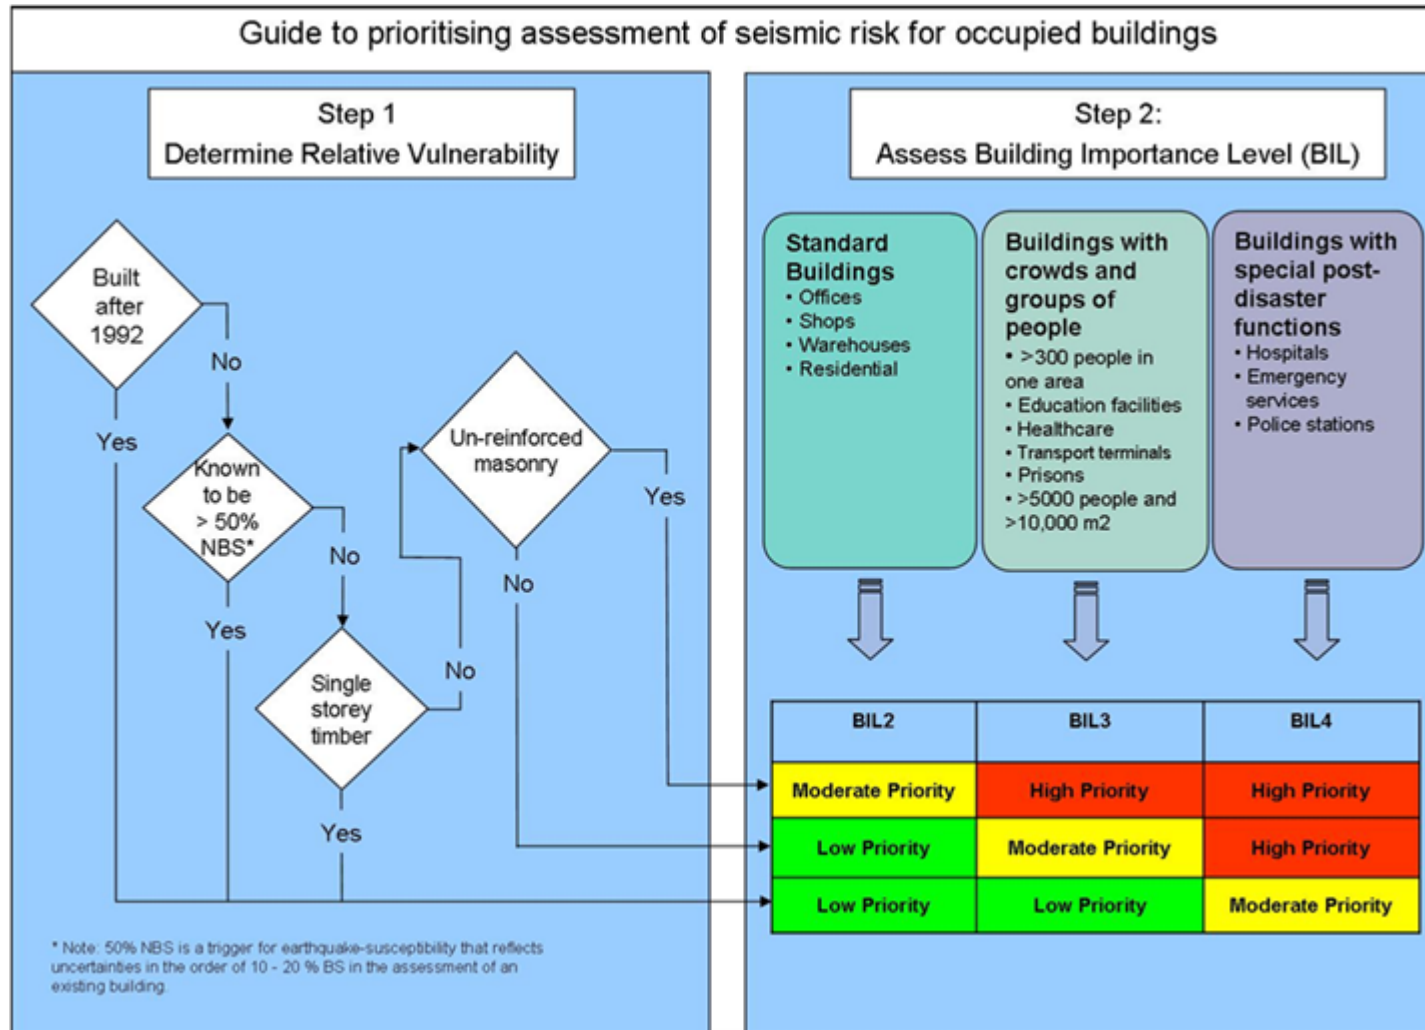 Guide to prioritising assessment of seismic risk for occupied buildings
Step 1
Determine Relative Vulnerability
Built
after
1992
No
Yes
Known
to be
> 50%
NBS*
No
Yes
Single
storey
timber
No
Yes
Un-reinforced
masonry
Yes
No
* Note: 50% NBS is a trigger for earthquake-susceptibility that reflects
uncertainties in the order of 10 - 20 % BS in the assessment of an
existing building.
Step 2:
Assess Building Importance Level (BIL)
Standard
Buildings
• Offices
• Shops
• Warehouses
• Residential
Buildings with
crowds and
groups of
people
• >300 people in
one area
• Education facilities
• Healthcare
• Transport terminals
• Prisons
• >5000 people and
>10,000 m2
Buildings with
special post-
disaster
functions
• Hospitals
• Emergency
services
• Police stations
BIL2 BIL3 BIL4
Moderate Priority High Priority High Priority
Low Priority Moderate Priority High Priority
Low Priority Low Priority Moderate Priority